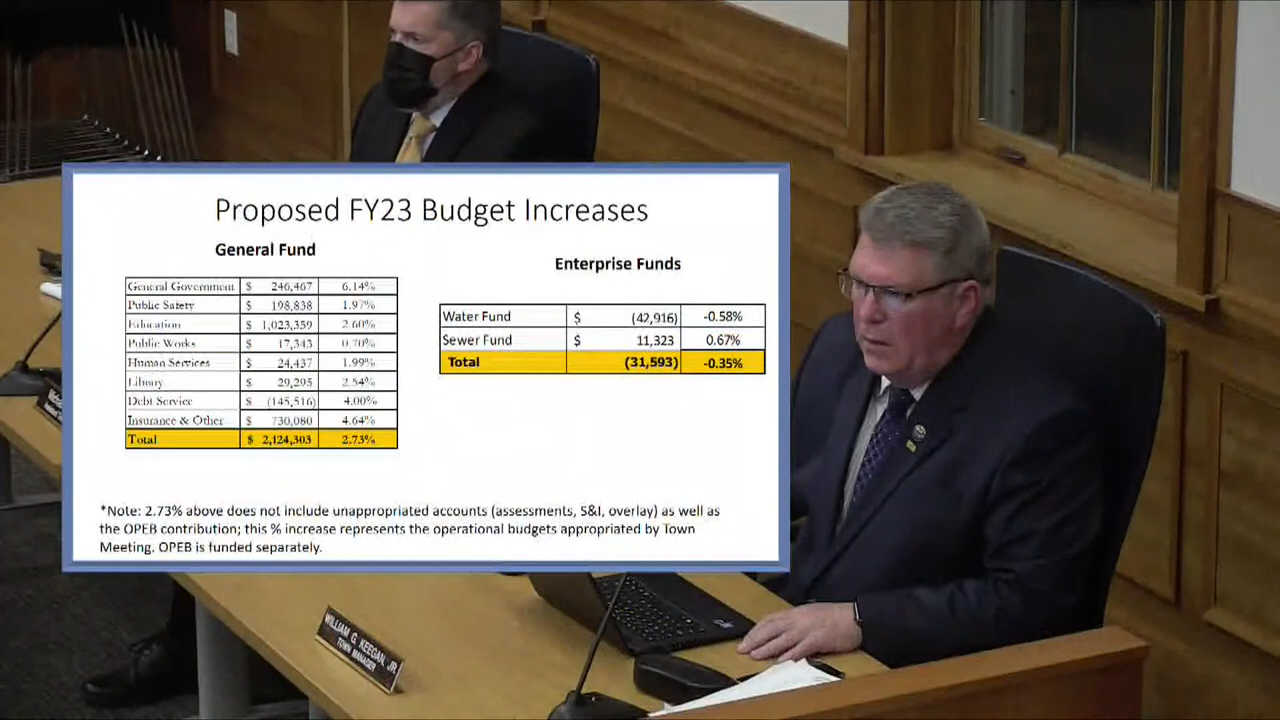 Proposed FY23 Budget Increases
General Fund
General Government $ 246,467 6.14%
Public Safety $ 198,838 1.97%
Education $ 1,023,359 2.60%
Public Works $ 17,343 0.70%
Human Services $ 24,437 1.99%
Library $ 29,295 2.54%
Debt Service $ (145,516) 4.00%
Insurance & Other $ 730,080 4.64%
Total $ 2,124,303 2.73%
Enterprise Funds
Water Fund $ (42,916) -0.58%
Sewer Fund $ 11,323 0.67%
Total (31,593) -0.35%
*Note: 2.73% above does not include unappropriated accounts (assessments, S&I, overlay) as well as
the OPEB contribution; this % increase represents the operational budgets appropriated by Town
Meeting. OPEB is funded separately.
WILLIAM G. KEEGAN, JR
TOWN MANAGER